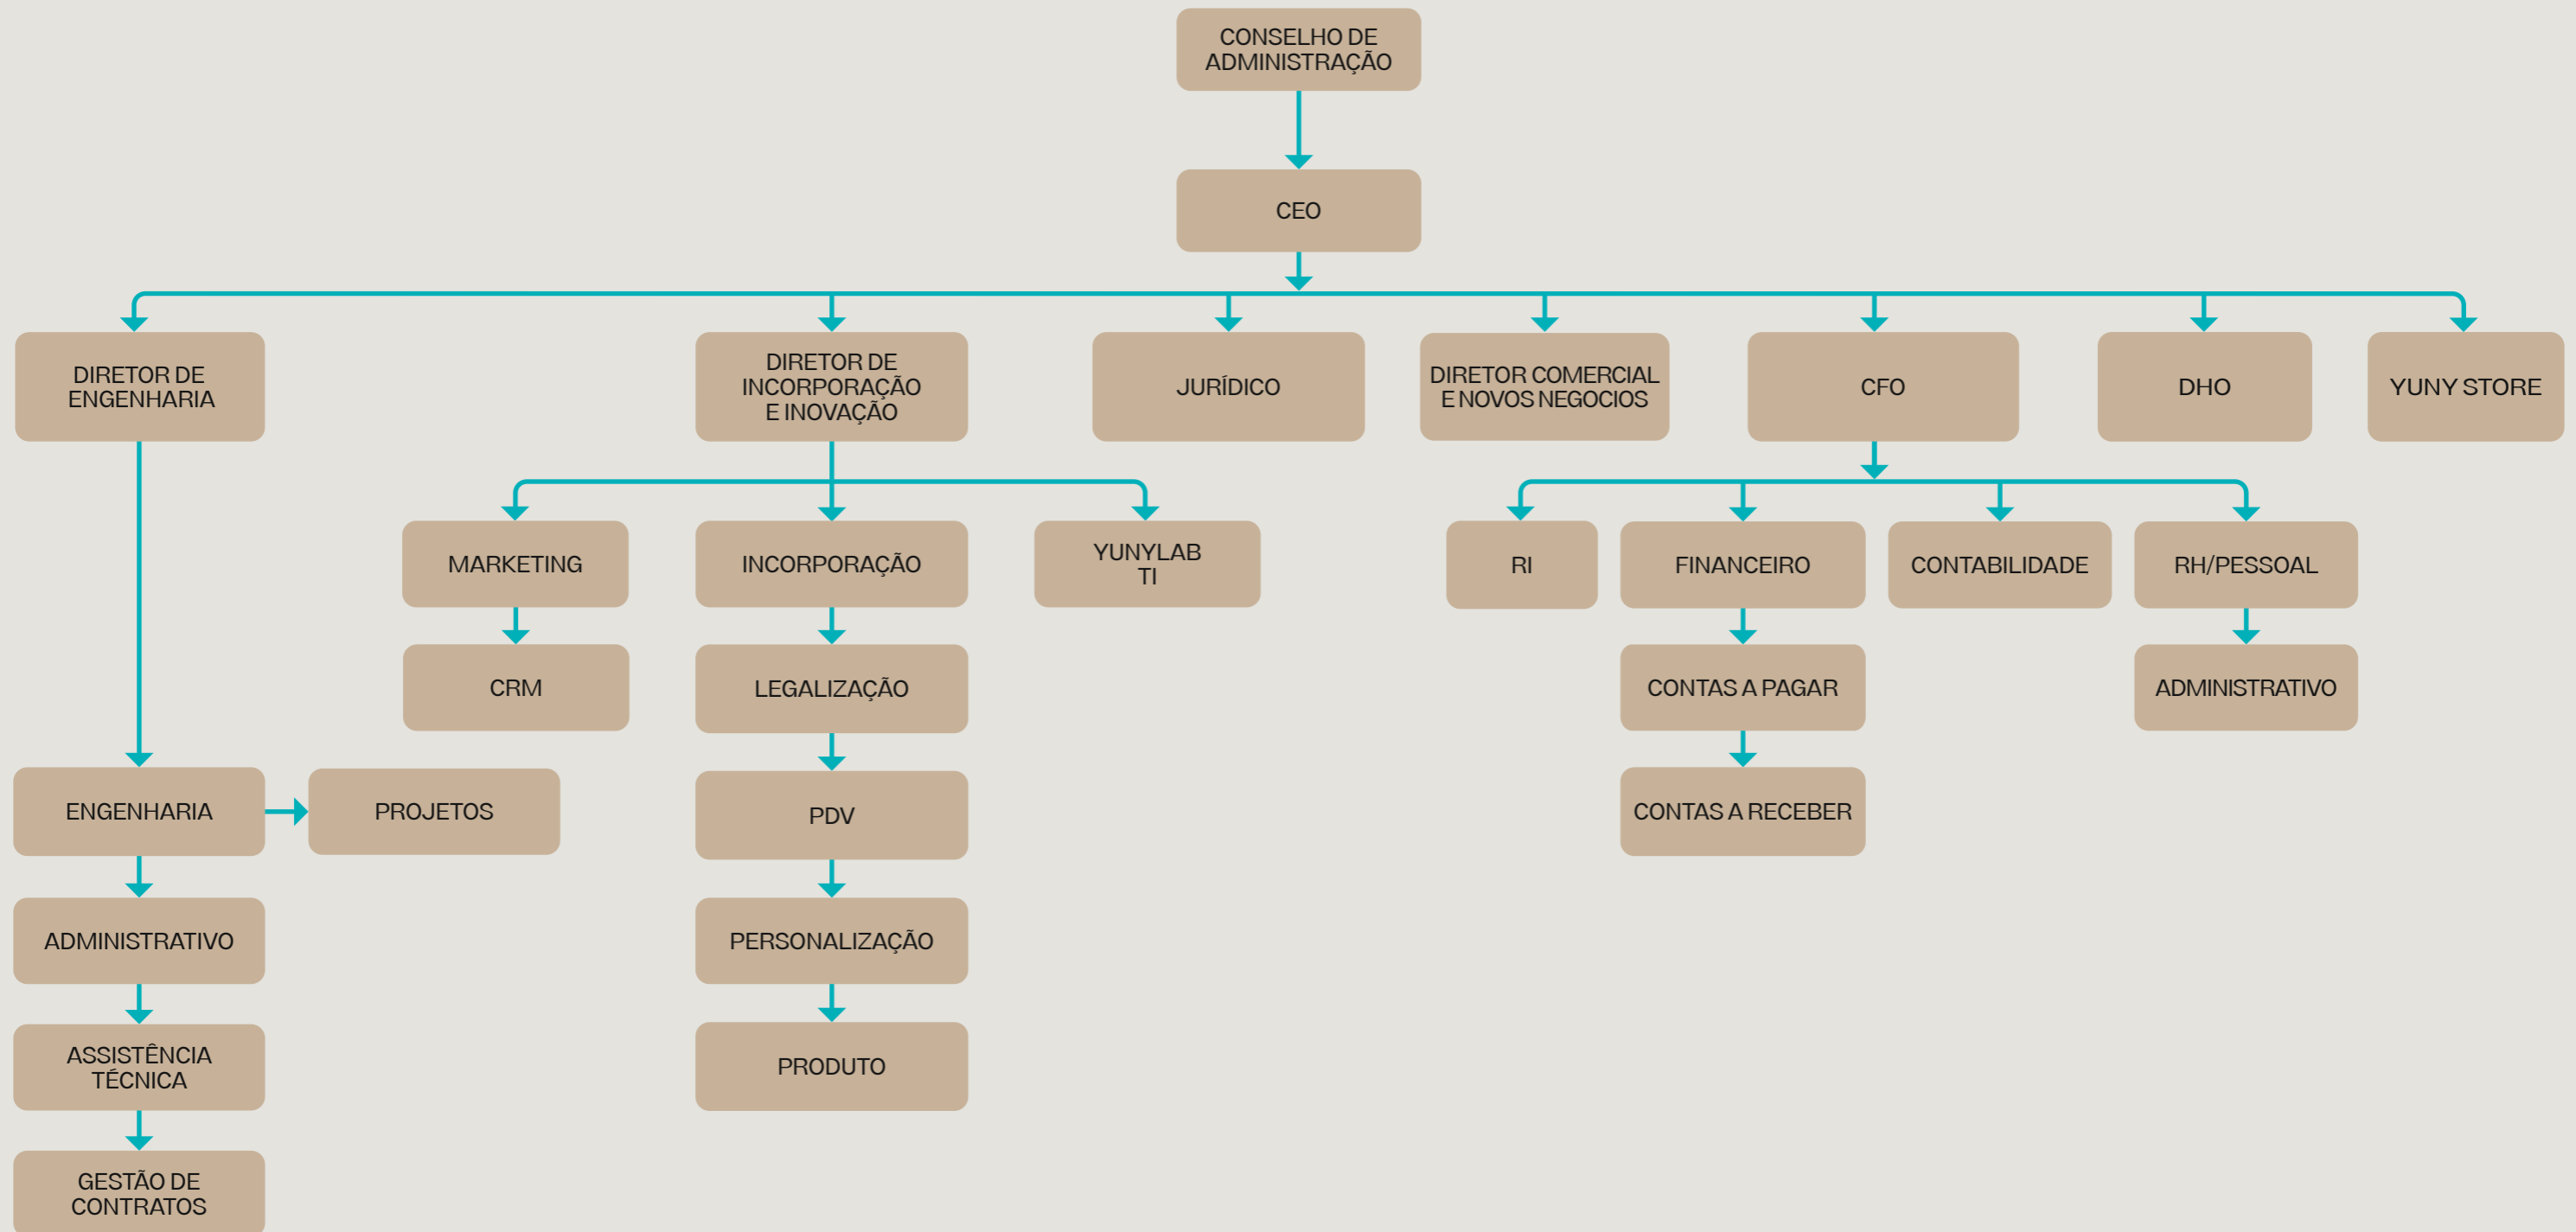 CONSELHO DE
ADMINISTRAÇÃO
CEO
DIRETOR DE
ENGENHARIA
DIRETOR DE
INCORPORAÇÃO
E INOVAÇÃO
JURÍDICO
DIRETOR COMERCIAL
E NOVOS NEGOCIOS
CFO
DHO
YUNY STORE
MARKETING
INCORPORAÇÃO
YUNYLAB
TI
RI
FINANCEIRO
CONTABILIDADE
RH/PESSOAL
CRM
LEGALIZAÇÃO
CONTAS A PAGAR
ADMINISTRATIVO
ENGENHARIA
PROJETOS
PDV
CONTAS A RECEBER
ADMINISTRATIVO
PERSONALIZAÇÃO
ASSISTÊNCIA
TÉCNICA
PRODUTO
GESTÃO DE
CONTRATOS